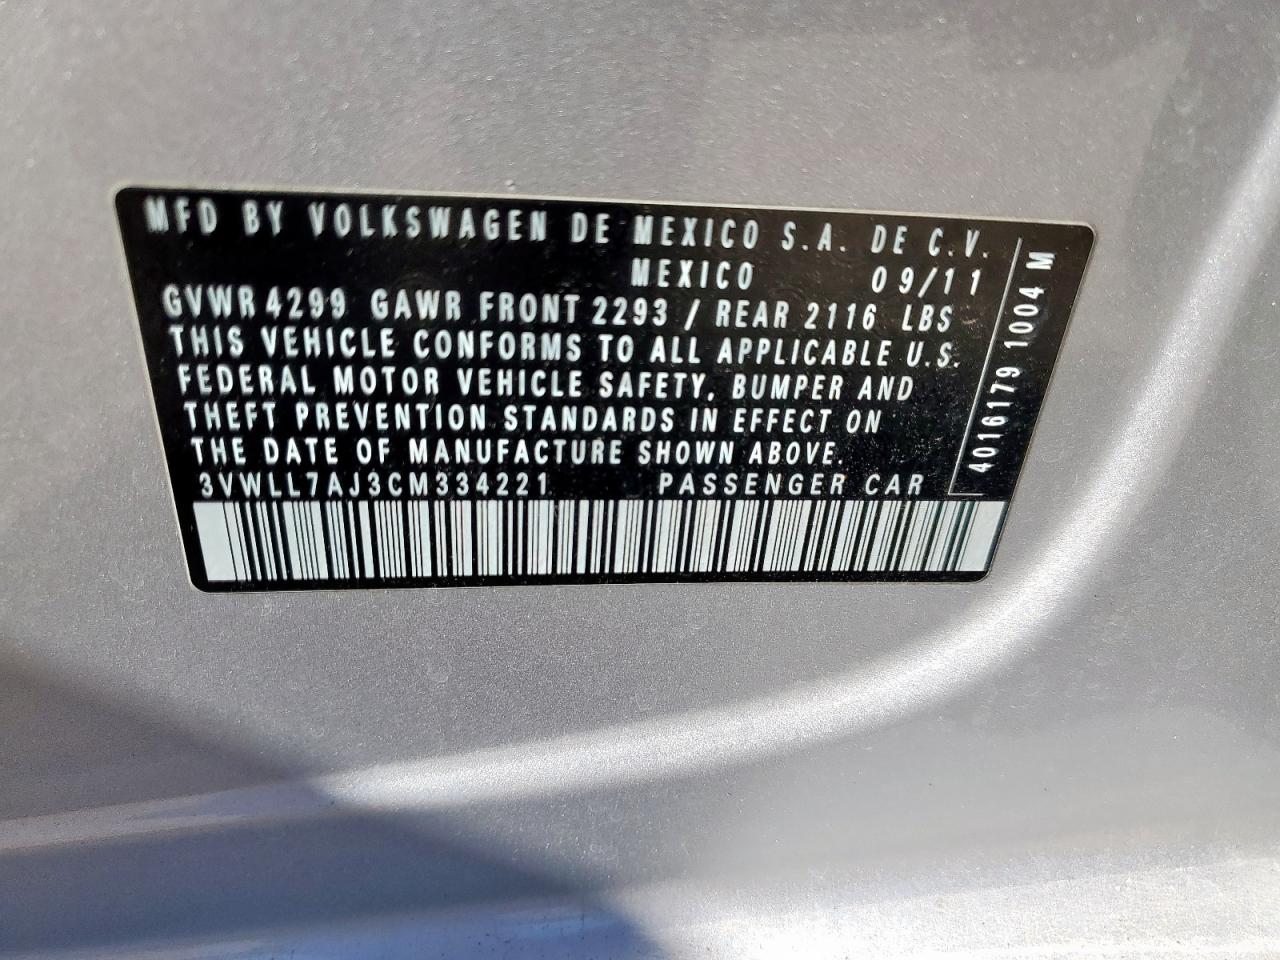 MFD BY VOLKSWAGEN DE MEXICO S.A. DE C.V.
MEXICO 09/11
GVWR 4299 GAWR FRONT 2293 / REAR 2116 LBS
THIS VEHICLE CONFORMS TO ALL APPLICABLE U.S.
FEDERAL MOTOR VEHICLE SAFETY, BUMPER AND
THEFT PREVENTION STANDARDS IN EFFECT ON
THE DATE OF MANUFACTURE SHOWN ABOVE.
3VWLL7AJ3CM334221 PASSENGER CAR
4016179 1004 M